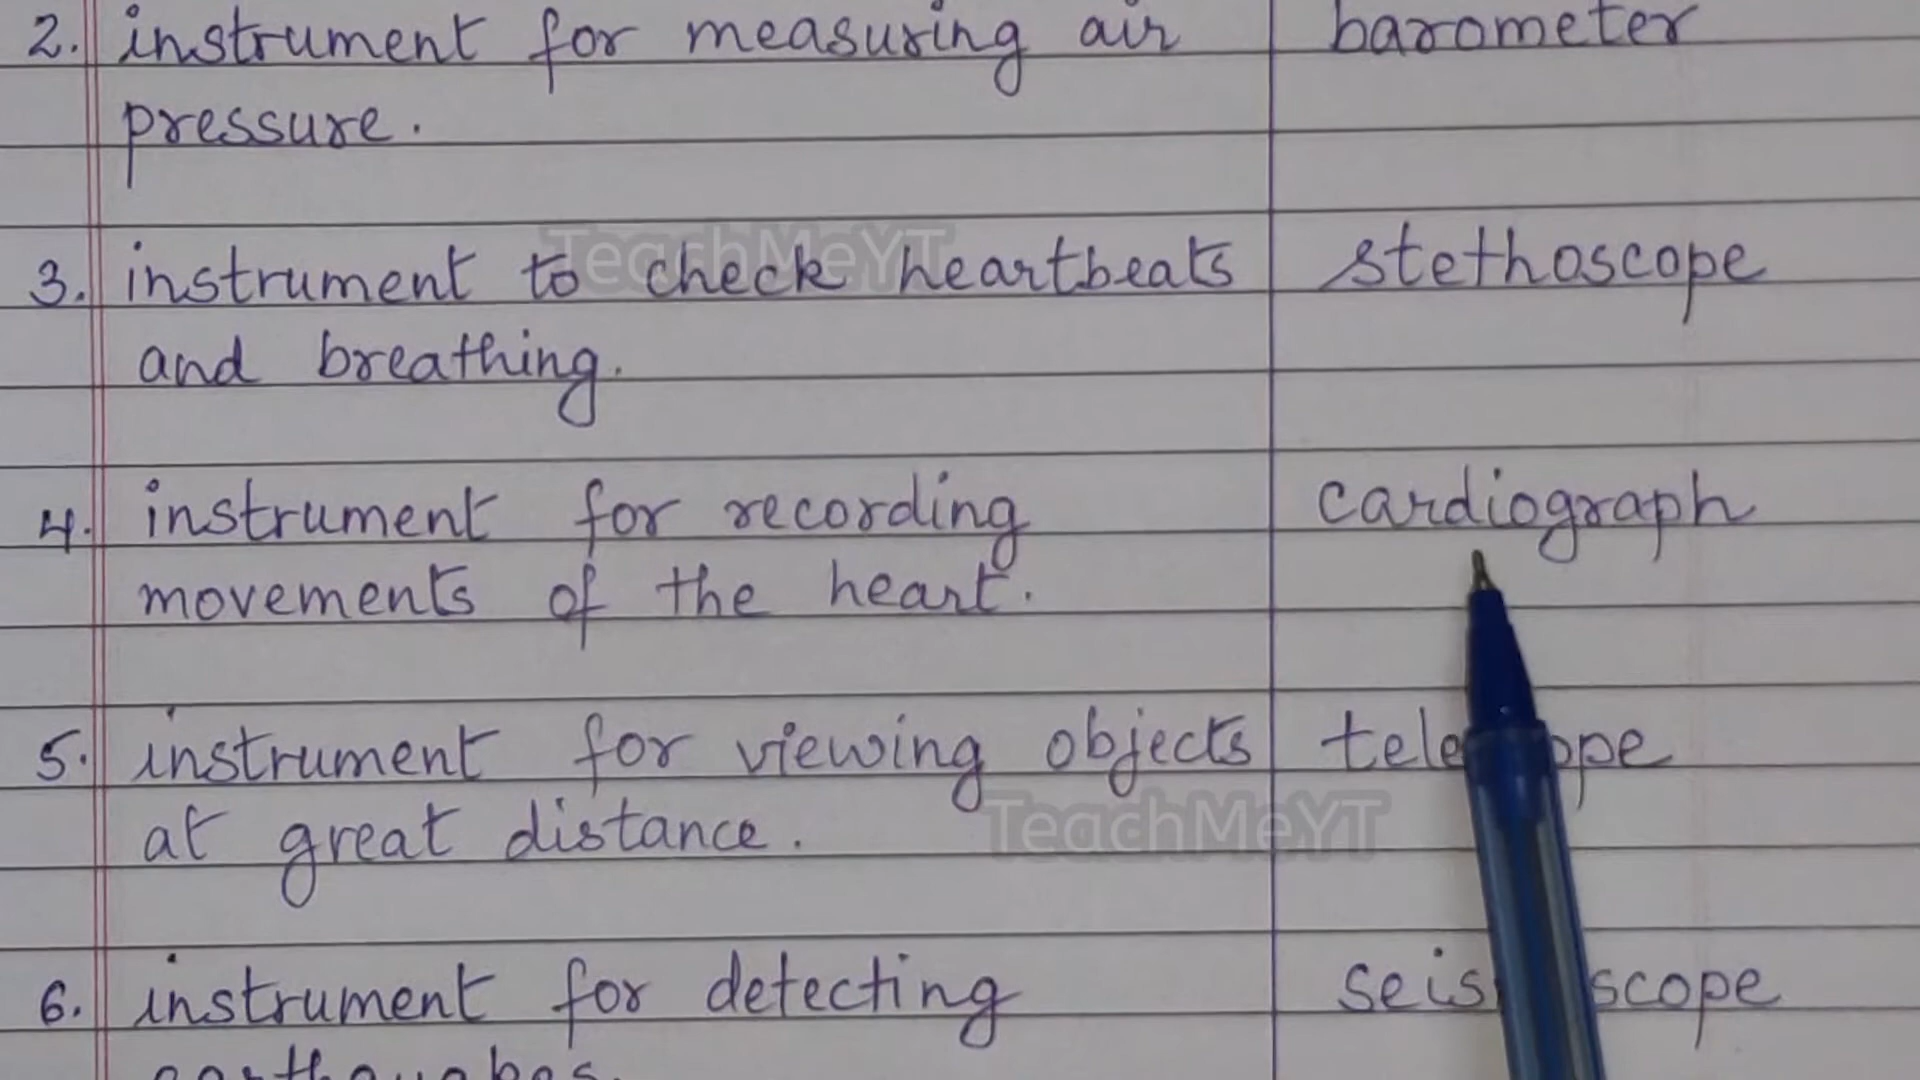 2. instrument for measuring air barometer
pressure.
TeachMeYT
3. instrument to check heartbeats stethoscope
and breathing.
4. instrument for recording cardiograph
movements of the heart.
5. instrument for viewing objects
at great distance.
TeachMeYT
6. instrument for detecting